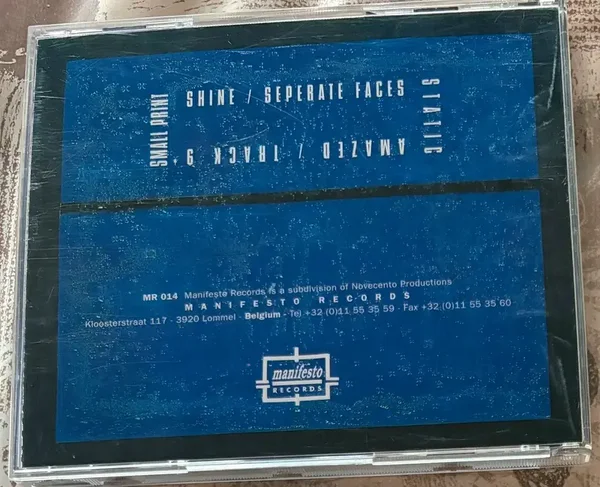 SMALL PRINT
SHINE / SEPERATE FACES
STATIC
AMAZED / TRACK 9'
MR 014 Manifesto Records is a subdivision of Novecento Productions
MANIFESTO RECORDS
Kloosterstraat 117 - 3920 Lommel - Belgium - Tel +32 (0)11 55 35 59 - Fax +32 (0)11 55 35 60
manifesto
RECORDS